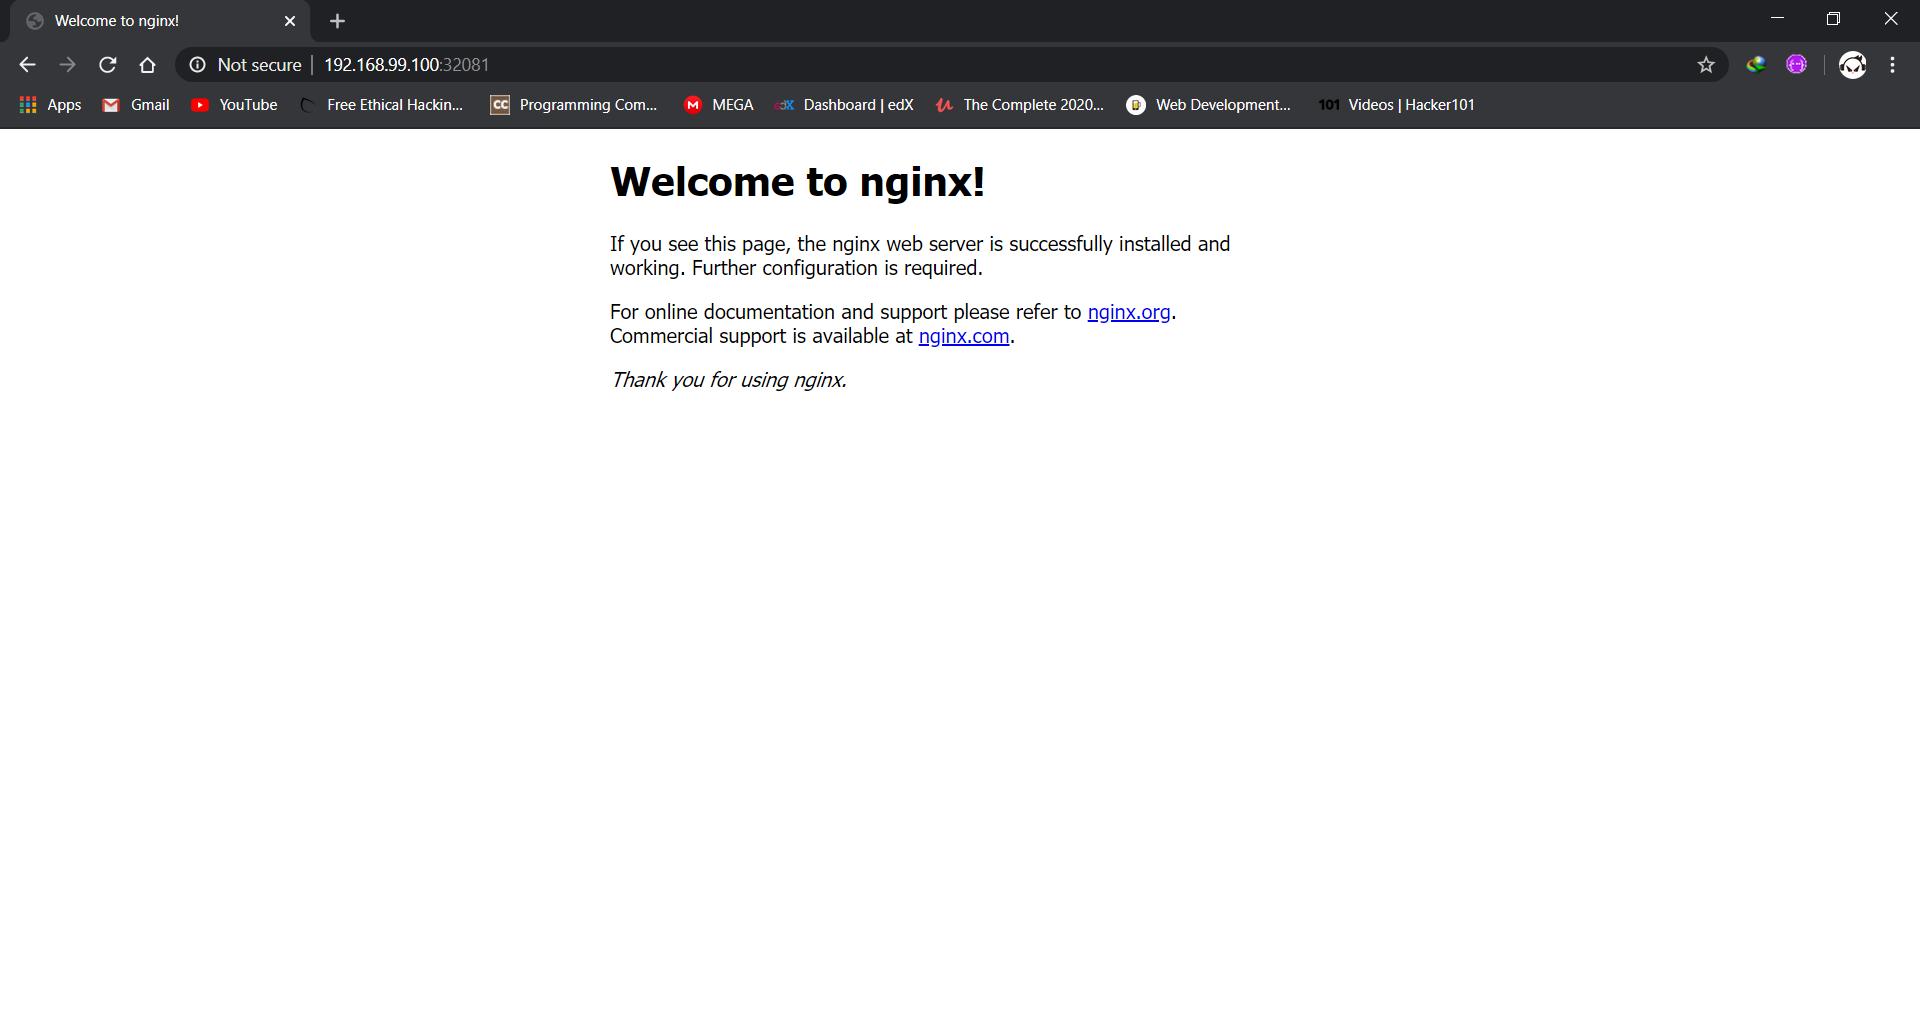 Welcome to nginx!
Not secure | 192.168.99.100:32081
Apps Gmail YouTube Free Ethical Hackin... CC Programming Com... M MEGA edX Dashboard | edX The Complete 2020... Web Development... 101 Videos | Hacker101
Welcome to nginx!
If you see this page, the nginx web server is successfully installed and
working. Further configuration is required.
For online documentation and support please refer to nginx.org.
Commercial support is available at nginx.com.
Thank you for using nginx.